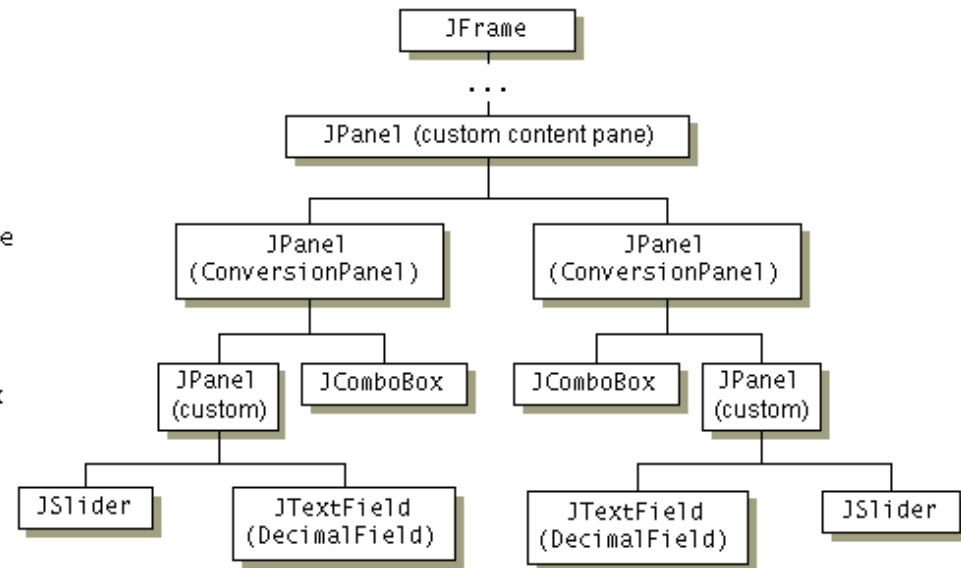 JFrame
...
JPanel (custom content pane)
e
JPanel
(ConversionPanel)
JPanel
(ConversionPanel)
JPanel
(custom)
JComboBox
JComboBox
JPanel
(custom)
x
JSlider
JTextField
(DecimalField)
JTextField
(DecimalField)
JSlider